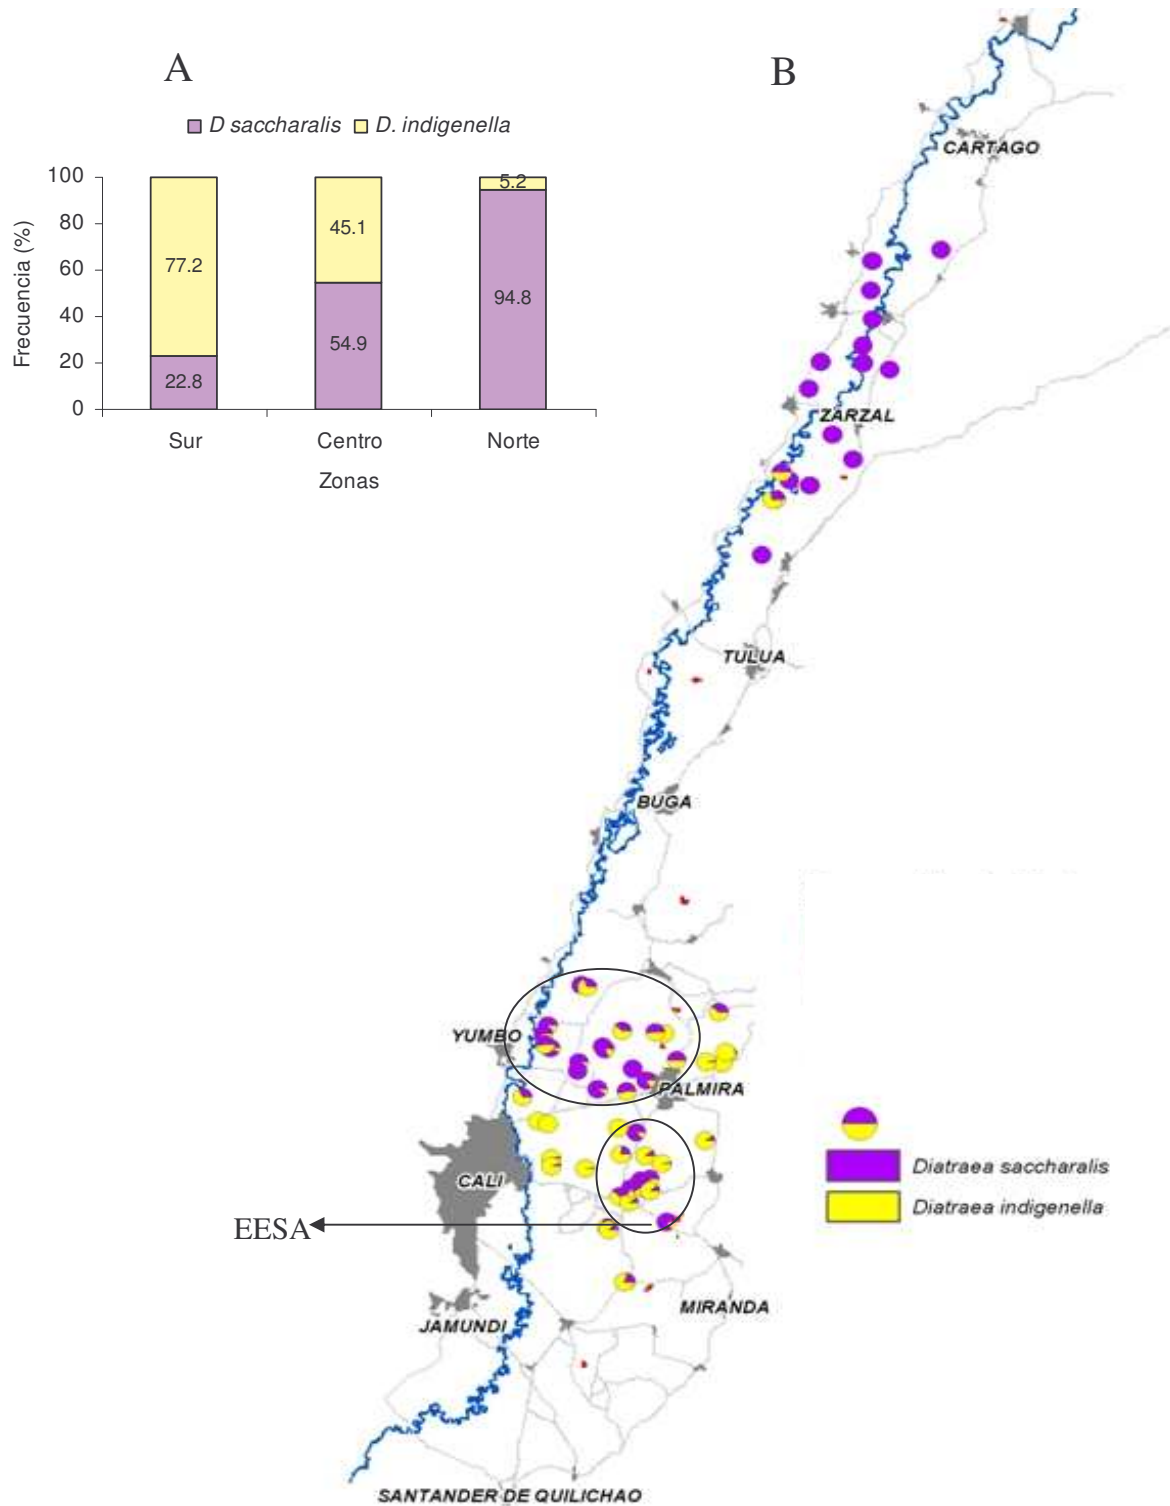 A
B
D saccharalis D. indigenella
Frecuencia (%)
100
80
60
40
20
0
77.2
22.8
45.1
54.9
5.2
94.8
Sur Centro Norte
Zonas
CARTAGO
ZARZAL
TULUA
BUGA
YUMBO
PALMIRA
CALI
EESA
MIRANDA
JAMUNDI
SANTANDER DE QUILICHAO
Diatraea saccharalis
Diatraea indigenella